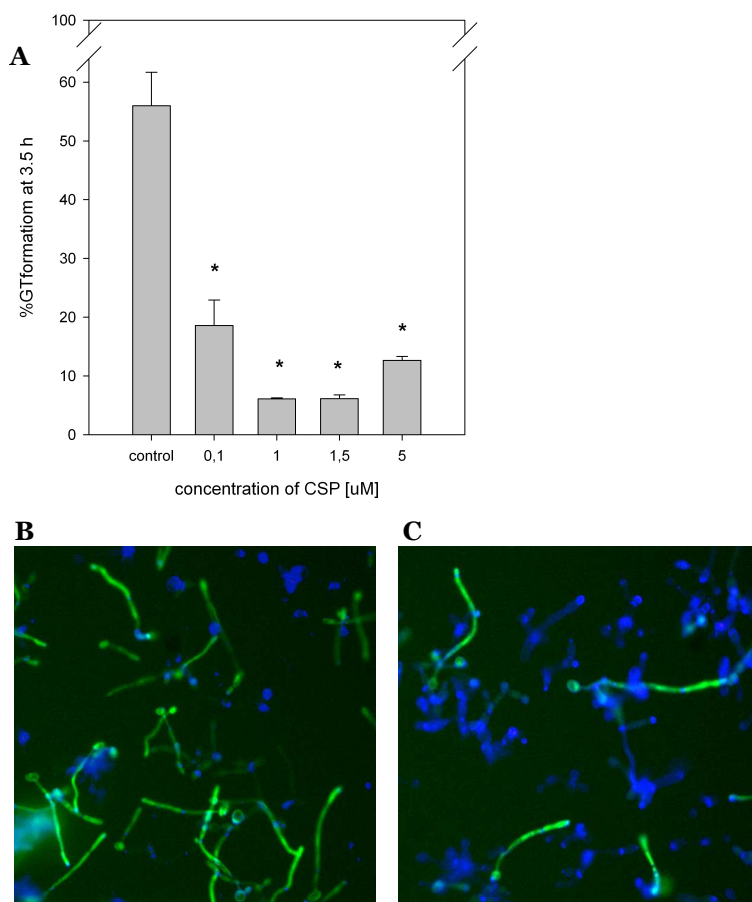 A
100
60
50
40
30
20
10
0
%GTformatiom at 3.5 h
*
*
*
*
control 0,1 1 1,5 5
concentration of CSP [uM]
B C